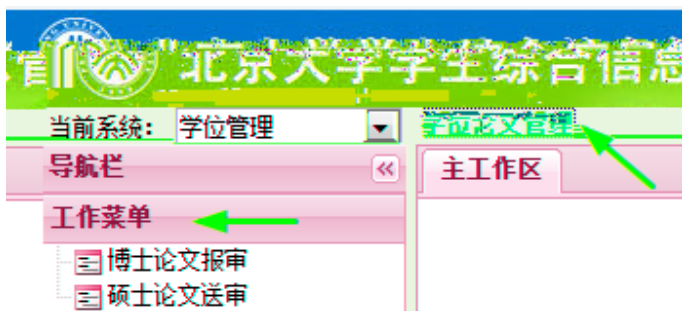 北京大学学生综合信息
当前系统： 学位管理 学位论文管理
导航栏 主工作区
工作菜单
博士论文报审
硕士论文送审